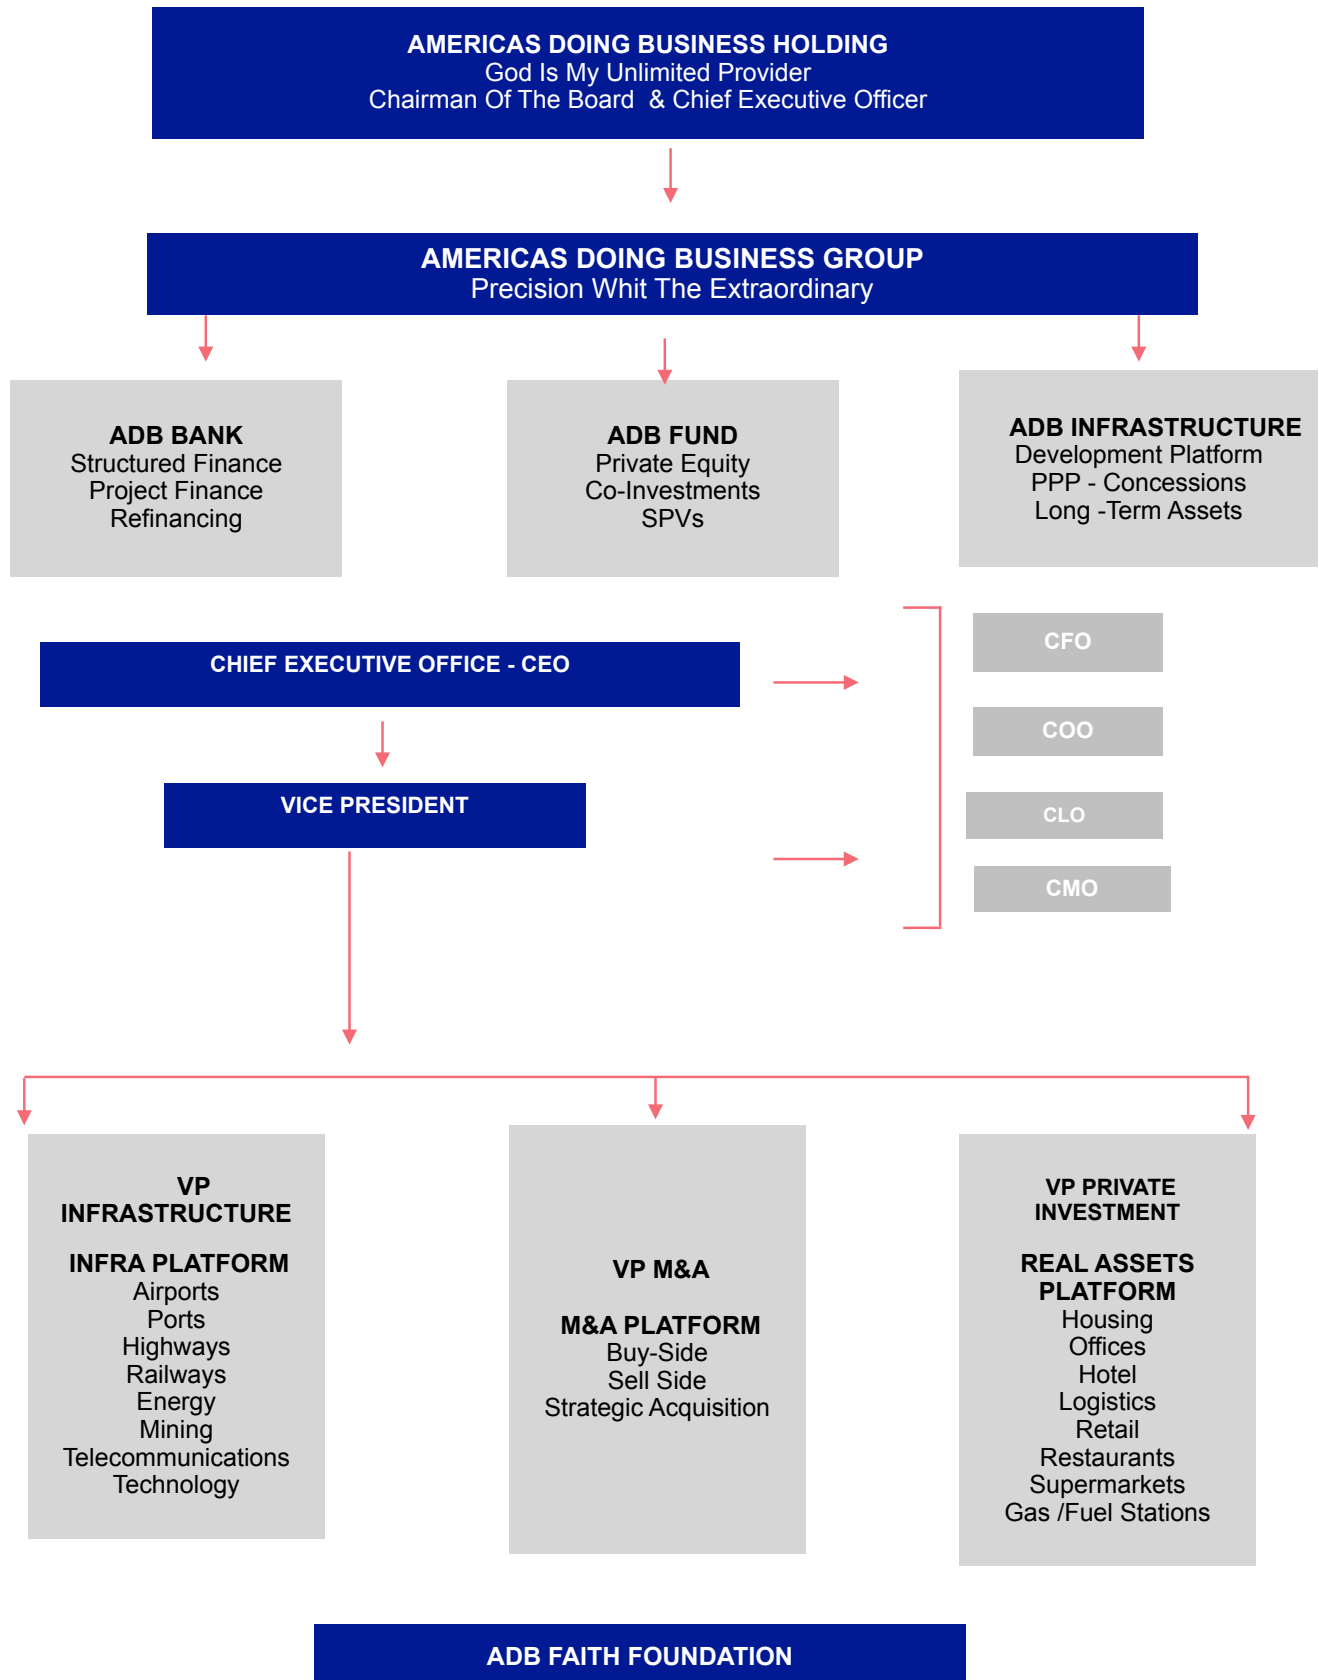 AMERICAS DOING BUSINESS HOLDING
God Is My Unlimited Provider
Chairman Of The Board & Chief Executive Officer
AMERICAS DOING BUSINESS GROUP
Precision Whit The Extraordinary
ADB BANK
Structured Finance
Project Finance
Refinancing
ADB FUND
Private Equity
Co-Investments
SPVs
ADB INFRASTRUCTURE
Development Platform
PPP - Concessions
Long -Term Assets
CHIEF EXECUTIVE OFFICE - CEO
VICE PRESIDENT
CFO
COO
CLO
CMO
VP
INFRASTRUCTURE
INFRA PLATFORM
Airports
Ports
Highways
Railways
Energy
Mining
Telecommunications
Technology
VP M&A
M&A PLATFORM
Buy-Side
Sell Side
Strategic Acquisition
VP PRIVATE
INVESTMENT
REAL ASSETS
PLATFORM
Housing
Offices
Hotel
Logistics
Retail
Restaurants
Supermarkets
Gas /Fuel Stations
ADB FAITH FOUNDATION